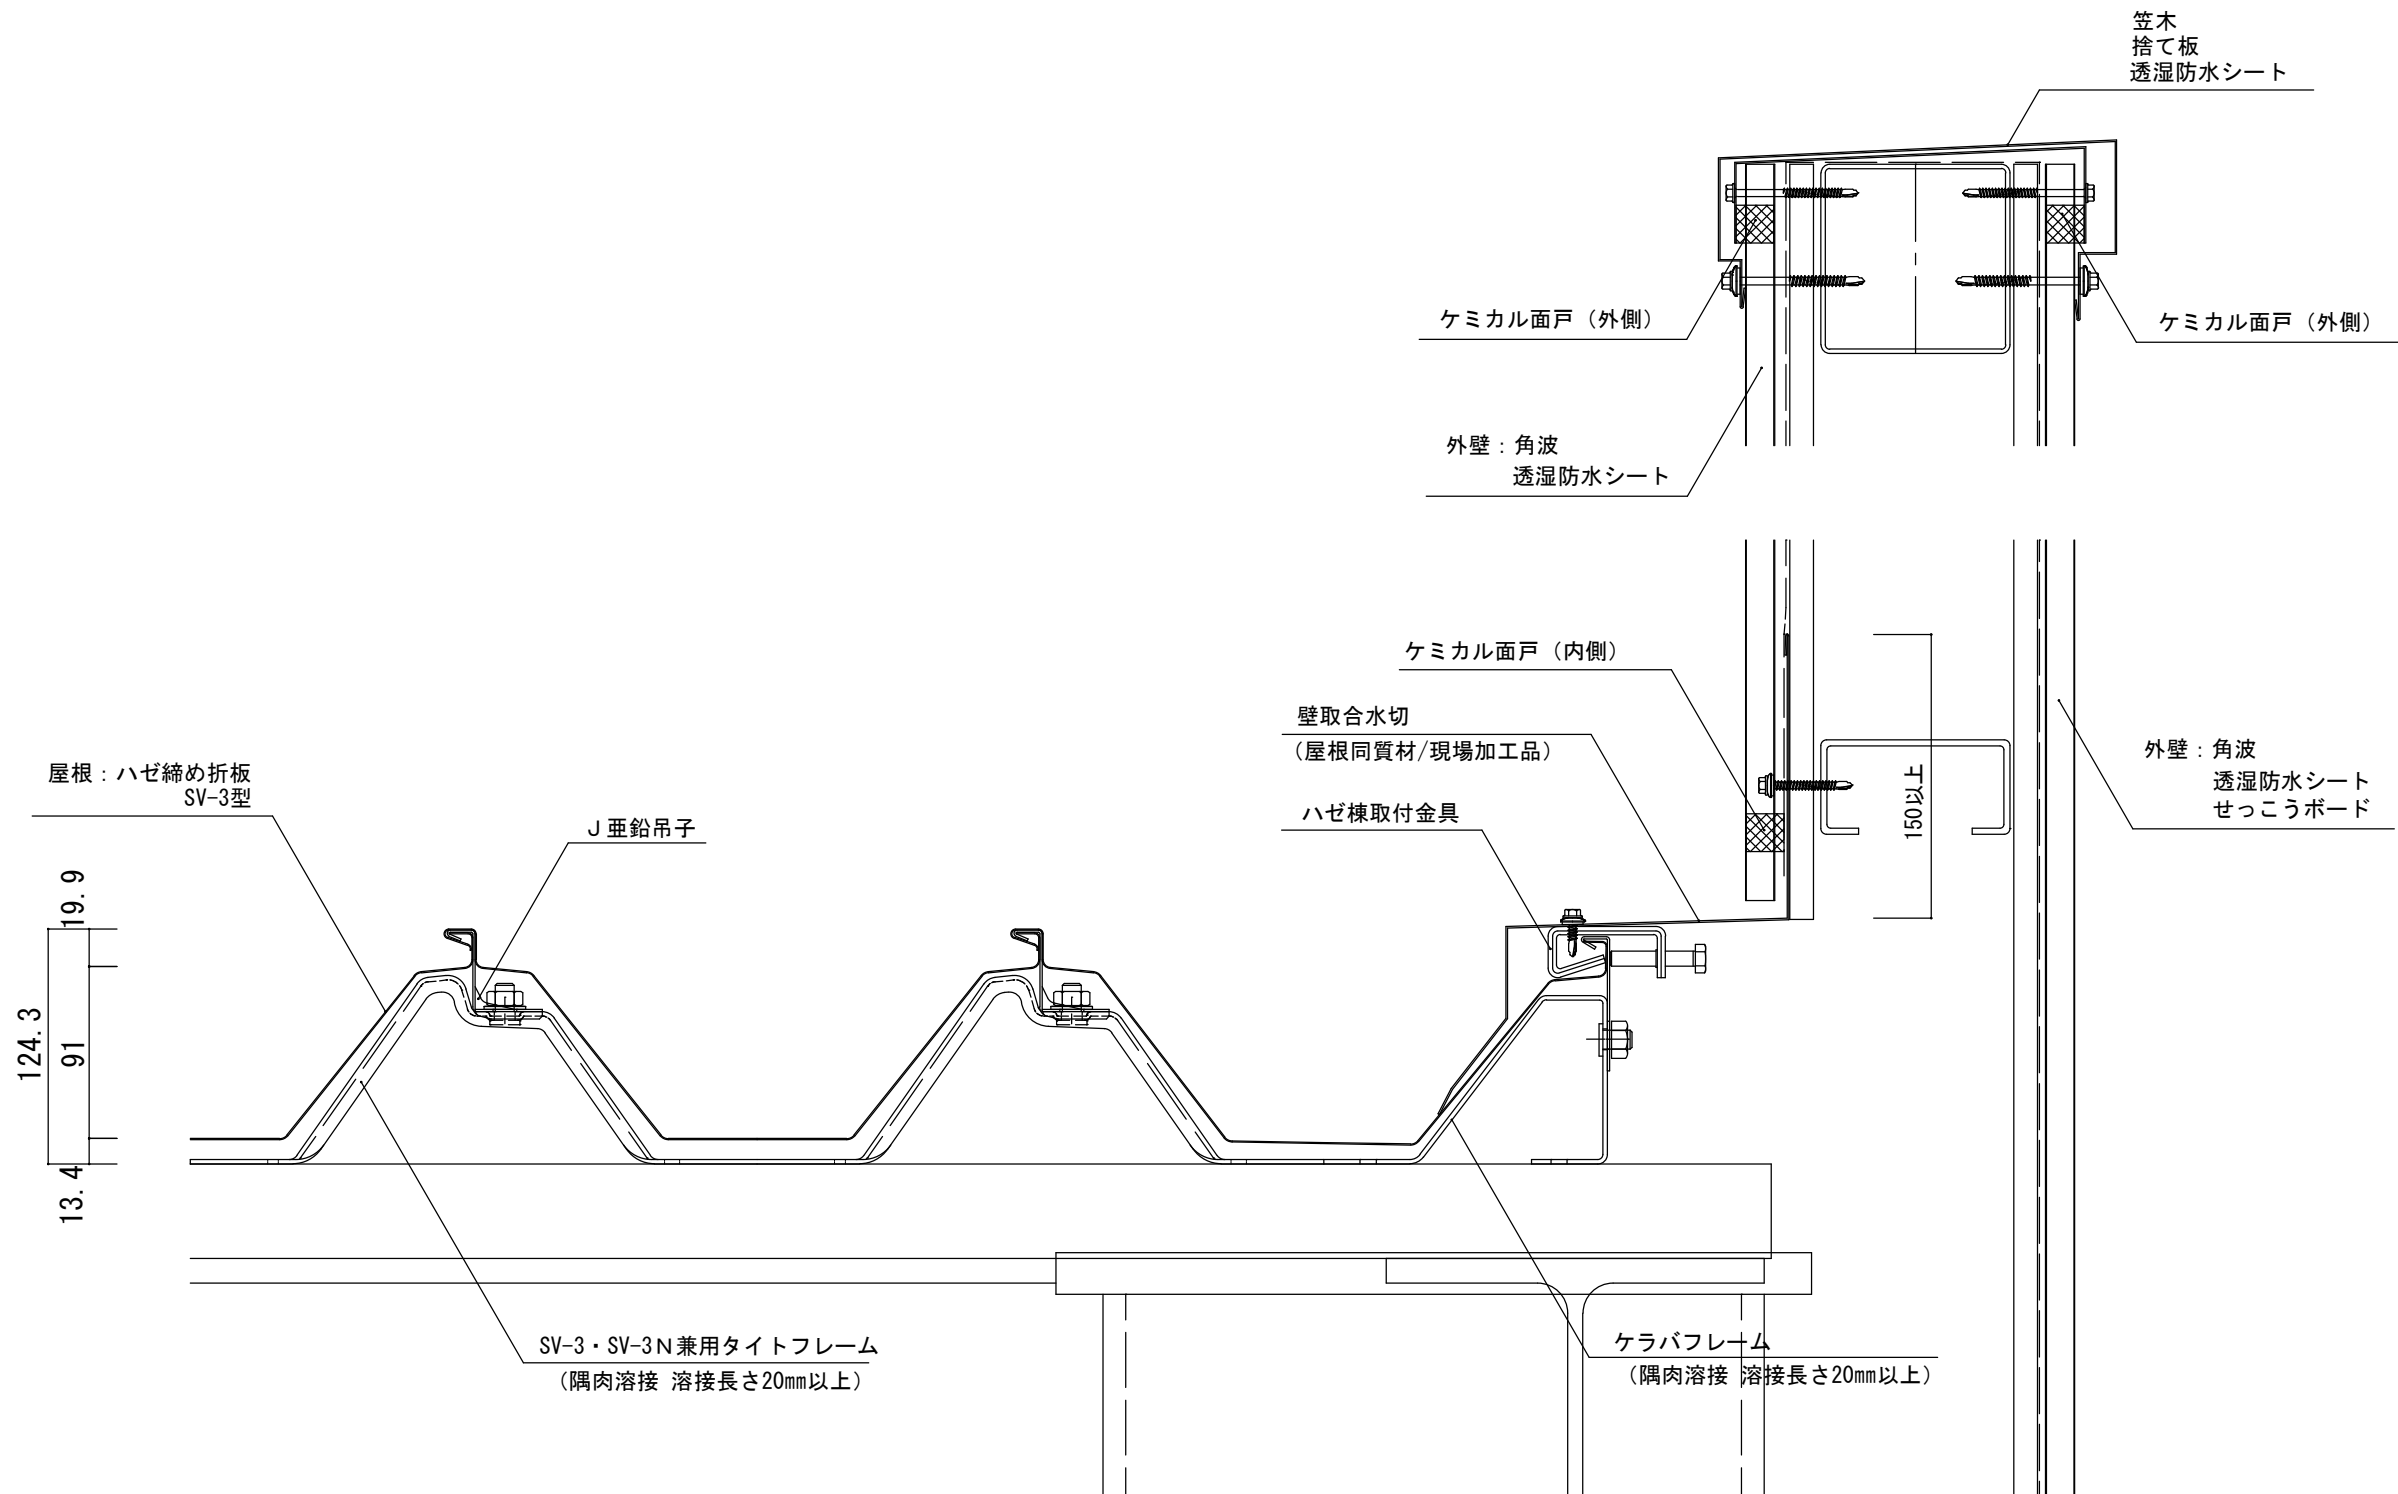 笠木
捨て板
透湿防水シート
ケミカル面戸（外側）
ケミカル面戸（外側）
外壁：角波
透湿防水シート
ケミカル面戸（内側）
壁取合水切
（屋根同質材/現場加工品）
ハゼ棟取付金具
150以上
外壁：角波
透湿防水シート
せっこうボード
屋根：ハゼ締め折板
SV-3型
J亜鉛吊子
19.9
124.3
91
13.4
SV-3・SV-3N兼用タイトフレーム
（隅肉溶接 溶接長さ20mm以上）
ケラバフレーム
（隅肉溶接 溶接長さ20mm以上）